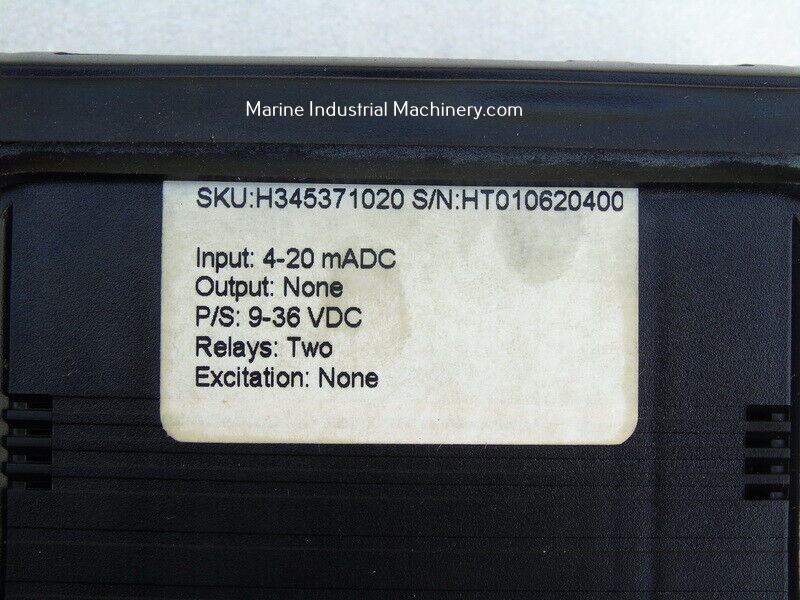 Marine Industrial Machinery.com
SKU:H345371020 S/N:HT010620400
Input: 4-20 mADC
Output: None
P/S: 9-36 VDC
Relays: Two
Excitation: None